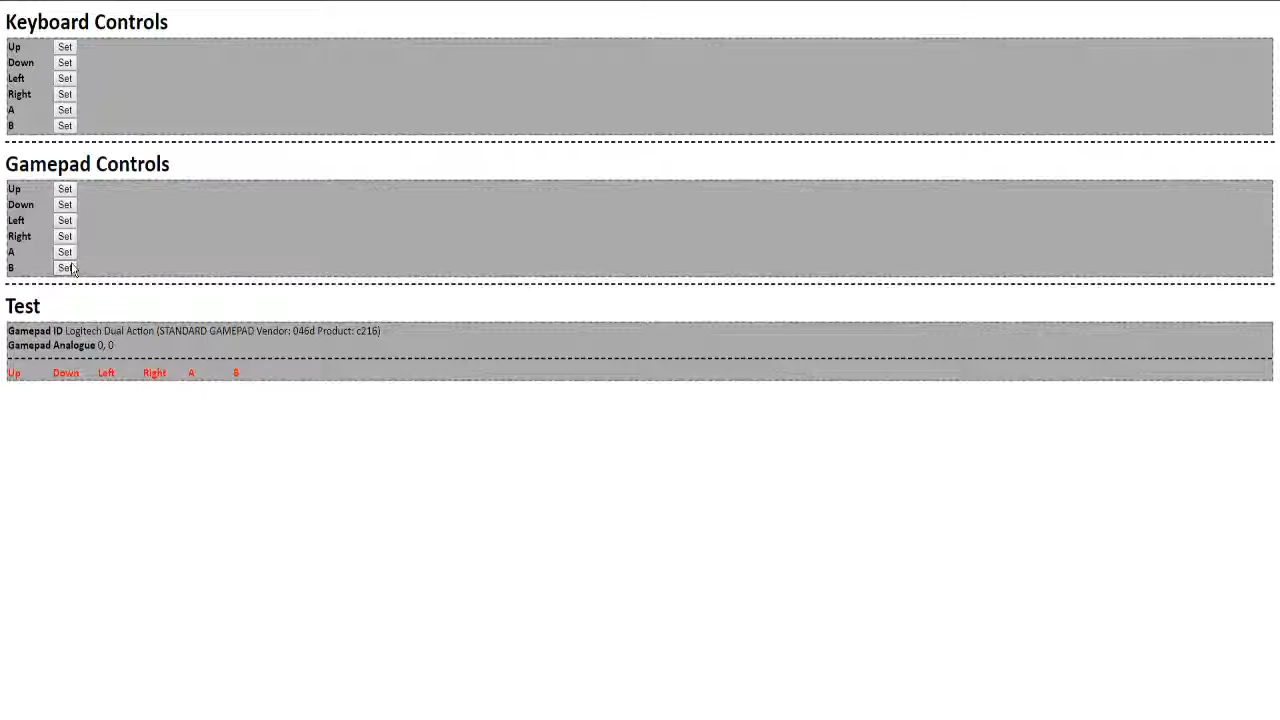 Keyboard Controls
Up Set
Down Set
Left Set
Right Set
A Set
B Set
Gamepad Controls
Up Set
Down Set
Left Set
Right Set
A Set
B Set
Test
Gamepad ID Logitech Dual Action (STANDARD GAMEPAD Vendor: 046d Product: c216)
Gamepad Analogue 0, 0
Up Down Left Right A B